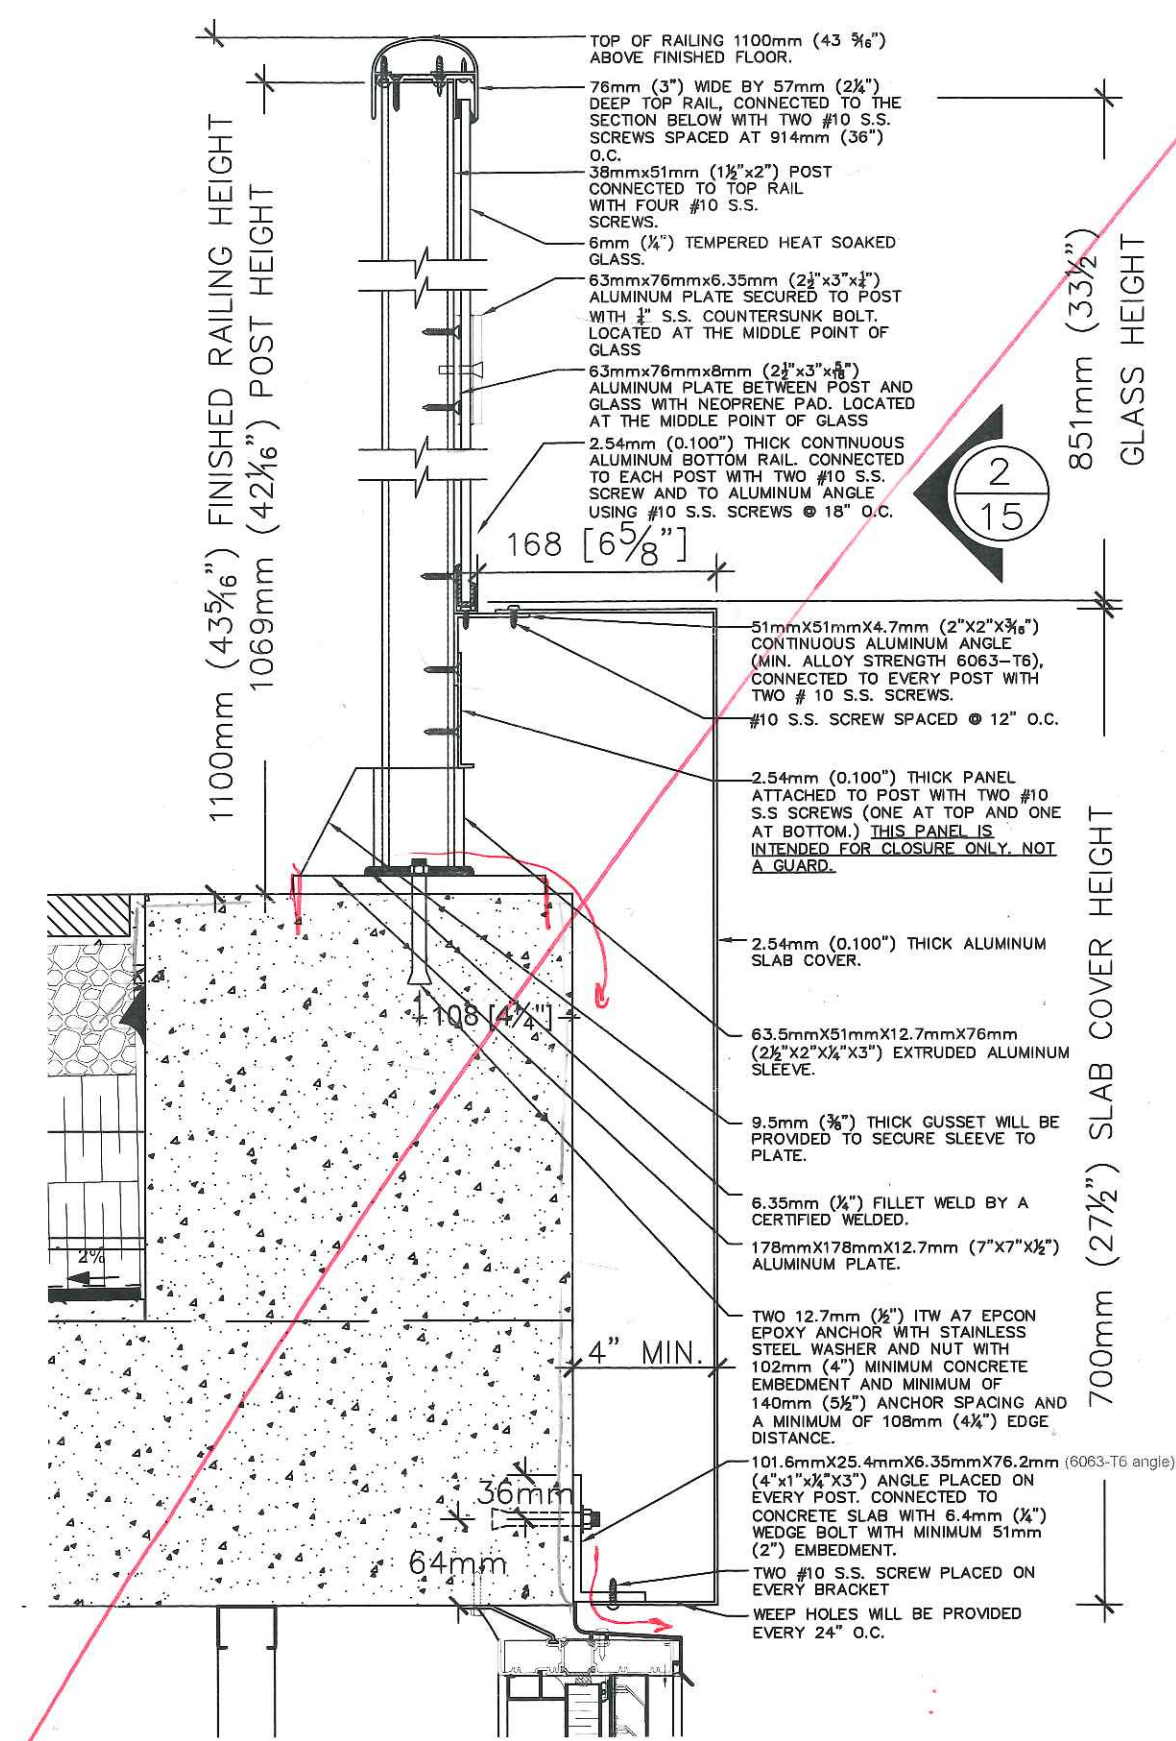 TOP OF RAILING 1100mm (43 5/16")
ABOVE FINISHED FLOOR.
76mm (3") WIDE BY 57mm (2¼")
DEEP TOP RAIL, CONNECTED TO THE
SECTION BELOW WITH TWO #10 S.S.
SCREWS SPACED AT 914mm (36")
O.C.
38mmx51mm (1½"x2") POST
CONNECTED TO TOP RAIL
WITH FOUR #10 S.S.
SCREWS.
6mm (¼") TEMPERED HEAT SOAKED
GLASS.
63mmx76mmx6.35mm (2½"x3"x¼")
ALUMINUM PLATE SECURED TO POST
WITH ¼" S.S. COUNTERSUNK BOLT.
LOCATED AT THE MIDDLE POINT OF
GLASS
63mmx76mmx8mm (2½"x3"x5/16")
ALUMINUM PLATE BETWEEN POST AND
GLASS WITH NEOPRENE PAD. LOCATED
AT THE MIDDLE POINT OF GLASS
2.54mm (0.100") THICK CONTINUOUS
ALUMINUM BOTTOM RAIL. CONNECTED
TO EACH POST WITH TWO #10 S.S.
SCREW AND TO ALUMINUM ANGLE
USING #10 S.S. SCREWS @ 18" O.C.
1100mm (43 5/16") FINISHED RAILING HEIGHT
1069mm (42 1/16") POST HEIGHT
851mm (33½")
GLASS HEIGHT
2
15
168 [6 5/8"]
51mmX51mmX4.7mm (2"X2"X3/16")
CONTINUOUS ALUMINUM ANGLE
(MIN. ALLOY STRENGTH 6063-T6),
CONNECTED TO EVERY POST WITH
TWO # 10 S.S. SCREWS.
#10 S.S. SCREW SPACED @ 12" O.C.
2.54mm (0.100") THICK PANEL
ATTACHED TO POST WITH TWO #10
S.S SCREWS (ONE AT TOP AND ONE
AT BOTTOM.) THIS PANEL IS
INTENDED FOR CLOSURE ONLY. NOT
A GUARD.
2.54mm (0.100") THICK ALUMINUM
SLAB COVER.
108 [4¼"]
63.5mmX51mmX12.7mmX76mm
(2½"X2"X¼"X3") EXTRUDED ALUMINUM
SLEEVE.
9.5mm (3/8") THICK GUSSET WILL BE
PROVIDED TO SECURE SLEEVE TO
PLATE.
6.35mm (¼") FILLET WELD BY A
CERTIFIED WELDED.
178mmX178mmX12.7mm (7"X7"X½")
ALUMINUM PLATE.
2%
TWO 12.7mm (½") ITW A7 EPCON
EPOXY ANCHOR WITH STAINLESS
STEEL WASHER AND NUT WITH
102mm (4") MINIMUM CONCRETE
EMBEDMENT AND MINIMUM OF
140mm (5½") ANCHOR SPACING AND
A MINIMUM OF 108mm (4¼") EDGE
DISTANCE.
4" MIN.
700mm (27½") SLAB COVER HEIGHT
101.6mmX25.4mmX6.35mmX76.2mm (6063-T6 angle)
(4"x1"x¼"X3") ANGLE PLACED ON
EVERY POST. CONNECTED TO
CONCRETE SLAB WITH 6.4mm (¼")
WEDGE BOLT WITH MINIMUM 51mm
(2") EMBEDMENT.
36mm
64mm
TWO #10 S.S. SCREW PLACED ON
EVERY BRACKET
WEEP HOLES WILL BE PROVIDED
EVERY 24" O.C.